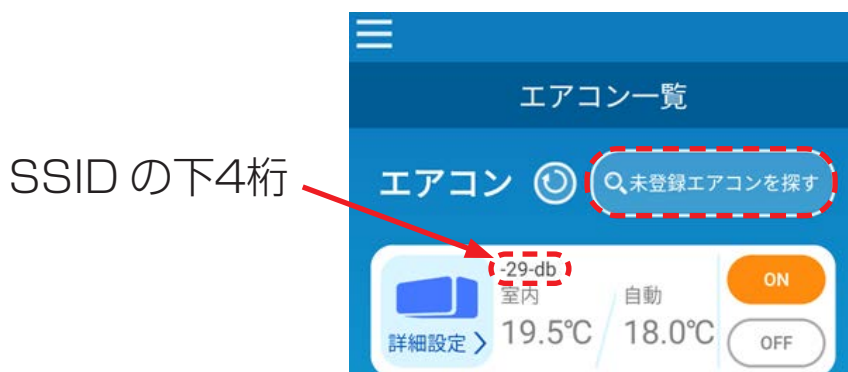 エアコン一覧
エアコン
未登録エアコンを探す
SSID の下4桁
-29-db
室内
自動
19.5℃
18.0℃
詳細設定
ON
OFF